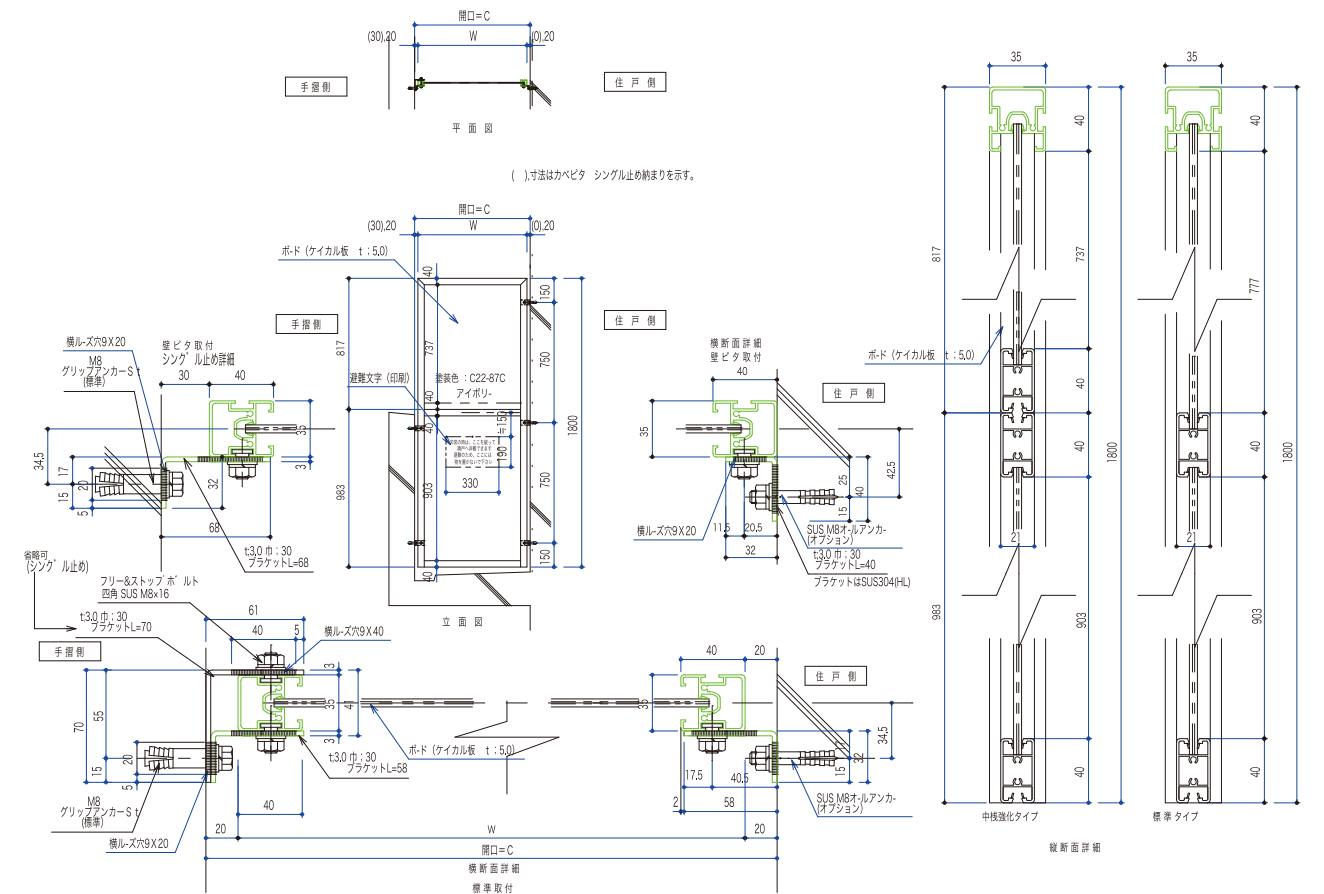 開口＝C
(30),20
W
(0),20
手摺側
住戸側
平面図
(　),寸法はカベピタ　シングル止め納まりを示す。
開口＝C
(30),20
W
(0),20
ボード（ケイカル板　t；5.0）
手摺側
住戸側
40
150
817
737
750
塗装色：C22-87C
アイボリー
避難文字（印刷）
40
40
≒150
90
330
1800
983
903
750
150
40
立面図
横ルーズ穴9X20
M8
グリップアンカーＳｔ
(標準)
壁ピタ取付
シングル止め詳細
30
40
35
3
34.5
17
15
20
5
32
68
t;3.0 巾；30
ブラケットL=68
横断面詳細
壁ピタ取付
40
住戸側
35
42.5
25
40
15
横ルーズ穴9X20
11.5
20.5
32
SUS M8オールアンカー
(オプション)
t;3.0 巾；30
ブラケットL=40
ブラケットはSUS304(HL)
省略可
(シングル止め)
フリー&ストップボルト
四角 SUS M8×16
t;3.0 巾；30
ブラケットL=70
手摺側
61
40
5
横ルーズ穴9X40
3
35
41
3
70
55
15
20
5
M8
グリップアンカーＳｔ
(標準)
横ルーズ穴9X20
40
t;3.0 巾；30
ブラケットL=58
ボード（ケイカル板　t；5.0）
40
20
住戸側
35
34.5
32
15
17.5
40.5
2
58
SUS M8オールアンカー
(オプション)
20
W
20
開口＝C
横断面詳細
標準取付
35
40
817
737
ボード（ケイカル板　t；5.0）
40
40
1800
21
983
903
40
中桟強化タイプ
35
40
777
40
1800
21
903
40
標準タイプ
縦断面詳細